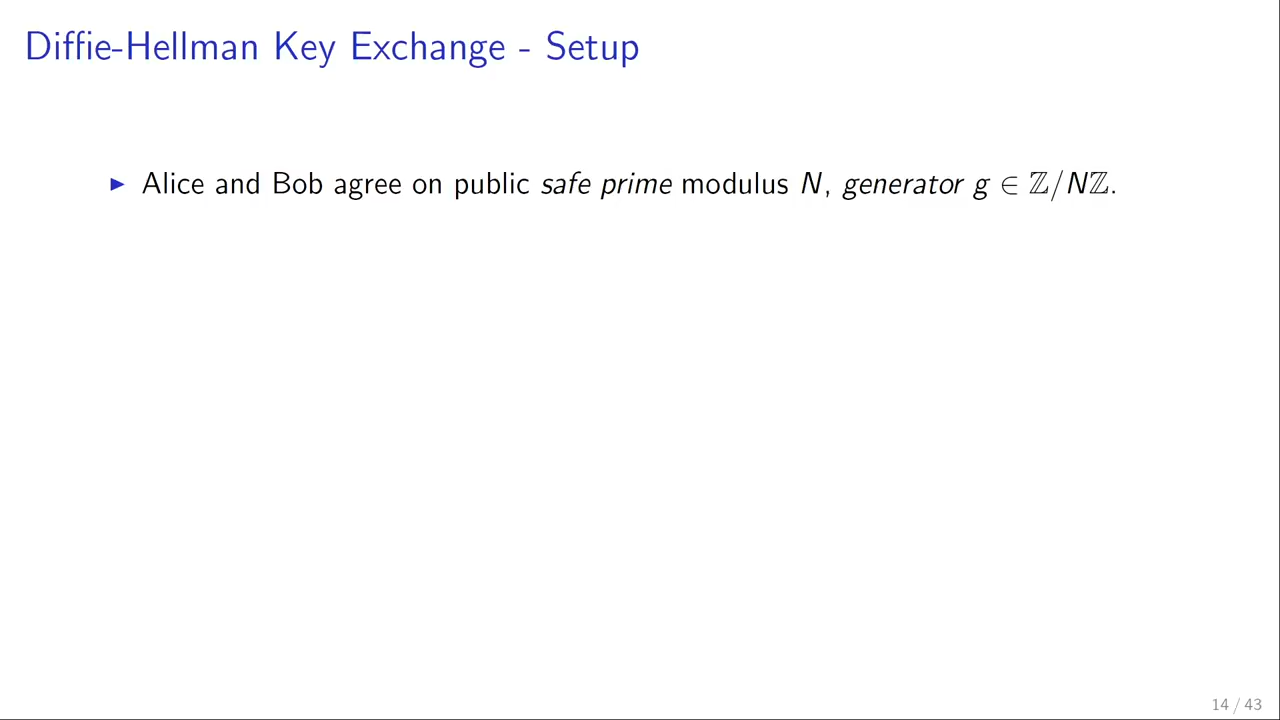 Diffie-Hellman Key Exchange - Setup
▶ Alice and Bob agree on public safe prime modulus N, generator g ∈ ℤ/Nℤ.
14 / 43